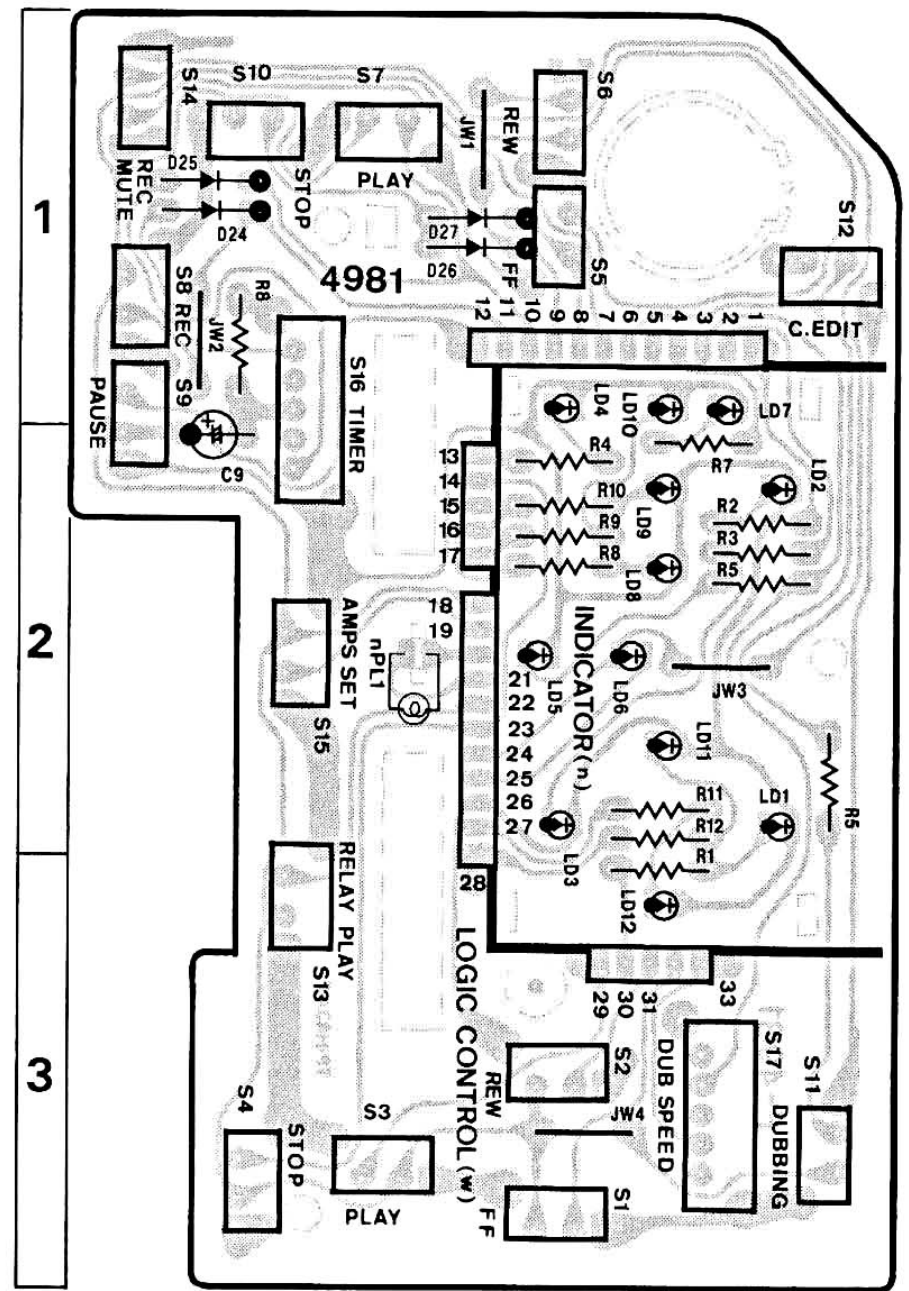 1
2
3
S14
REC MUTE
S10
STOP
S7
PLAY
JW1
REW
S6
D25
D24
D27
D26
FF
S5
S12
C.EDIT
4981
S8 REC
JW2
R8
S9
PAUSE
C9
S16 TIMER
12 11 10 9 8 7 6 5 4 3 2 1
LD4
LD10
LD7
R4
R7
LD2
13
14
15
16
17
R10
R9
R8
LD9
LD8
R2
R3
R5
18
19
21
22
23
24
25
26
27
28
AMPS SET
S15
nPL1
INDICATOR(n)
LD5
LD6
JW3
LD11
R11
R12
R1
LD1
R5
LD3
LD12
RELAY PLAY
S13
LOGIC CONTROL(w)
29 30 31 33
S4
STOP
S3
PLAY
REW
S2
JW4
FF
S1
DUB SPEED
S17
DUBBING
S11